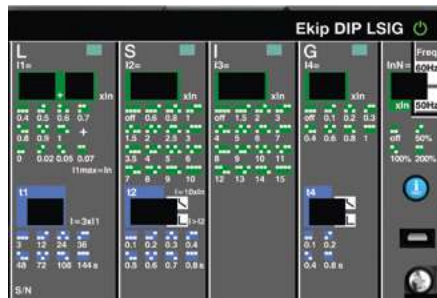 Ekip DIP LSIG
L
I1=
+
xIn
0.4 0.5 0.6 0.7
0.8 0.9 1 +
0 0.02 0.05 0.07
I1max=In
t1
I=3xI1
3 12 24 36
48 72 108 144s
S/N
S
I2=
xIn
off 0.6 0.8 1
1.5 2 2.5 3
3.5 4 5 6
7 8 9 10
t2
I=10xIn
I>I2
0.1 0.2 0.3 0.4
0.5 0.6 0.7 0.8s
I
I3=
xIn
off 1.5 2 3
4 5 6 7
8 9 10 11
12 13 14 15
G
I4=
xIn
off 0.1 0.2 0.3
0.4 0.6 0.8 1
t4
0.1 0.2
0.4 0.8s
InN=
xIn
off 50%
100% 200%
Freq
60Hz
50Hz
i